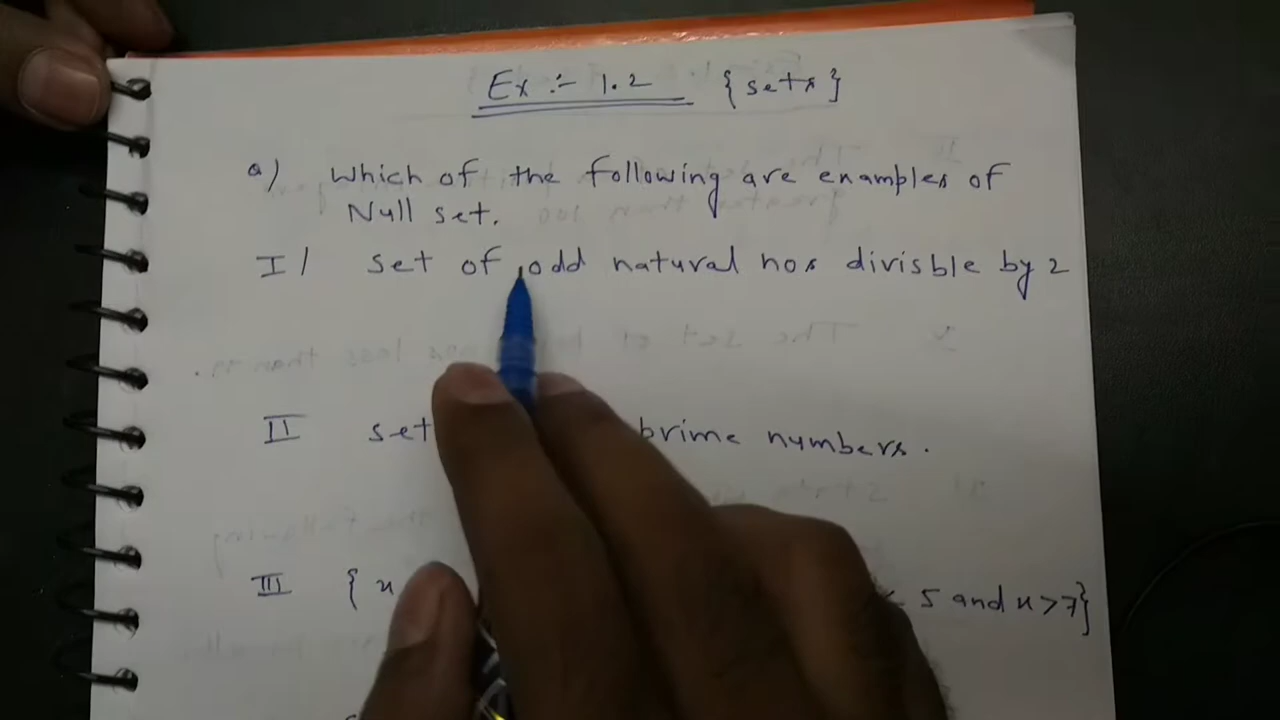 Ex :- 1.2 {sets}
a) Which of the following are examples of
Null set.
I/ set of odd natural nos divisble by 2
II set prime numbers.
III {x < 5 and x>7}